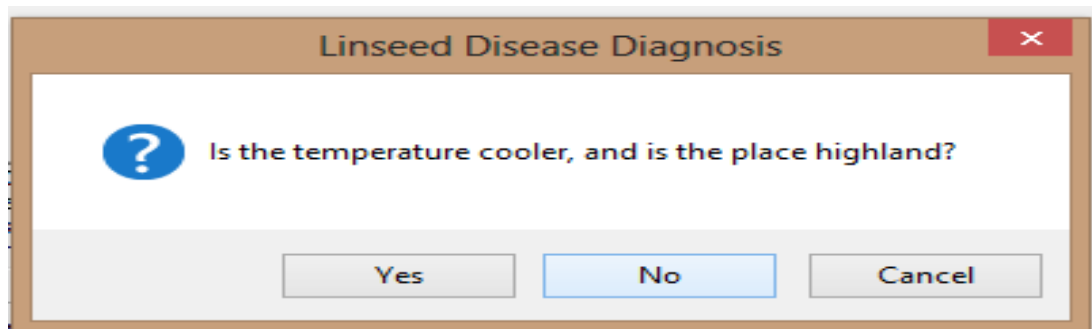 Linseed Disease Diagnosis
Is the temperature cooler, and is the place highland?
Yes No Cancel